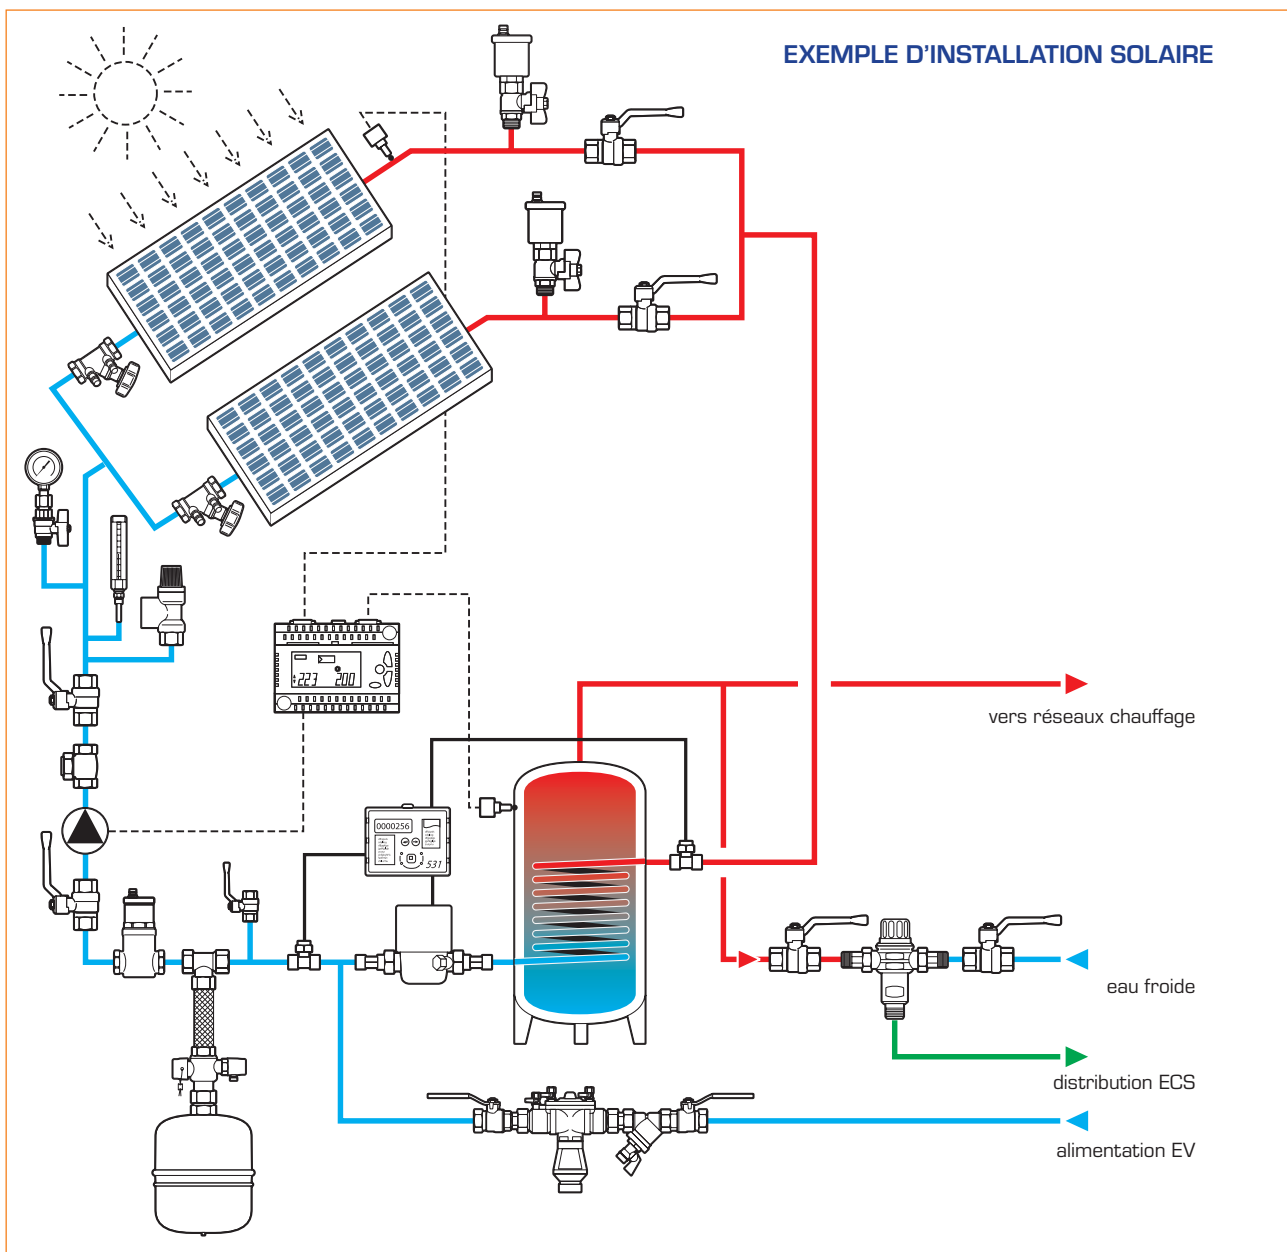 EXEMPLE D'INSTALLATION SOLAIRE
223 200
vers réseaux chauffage
0000256
531
eau froide
distribution ECS
alimentation EV